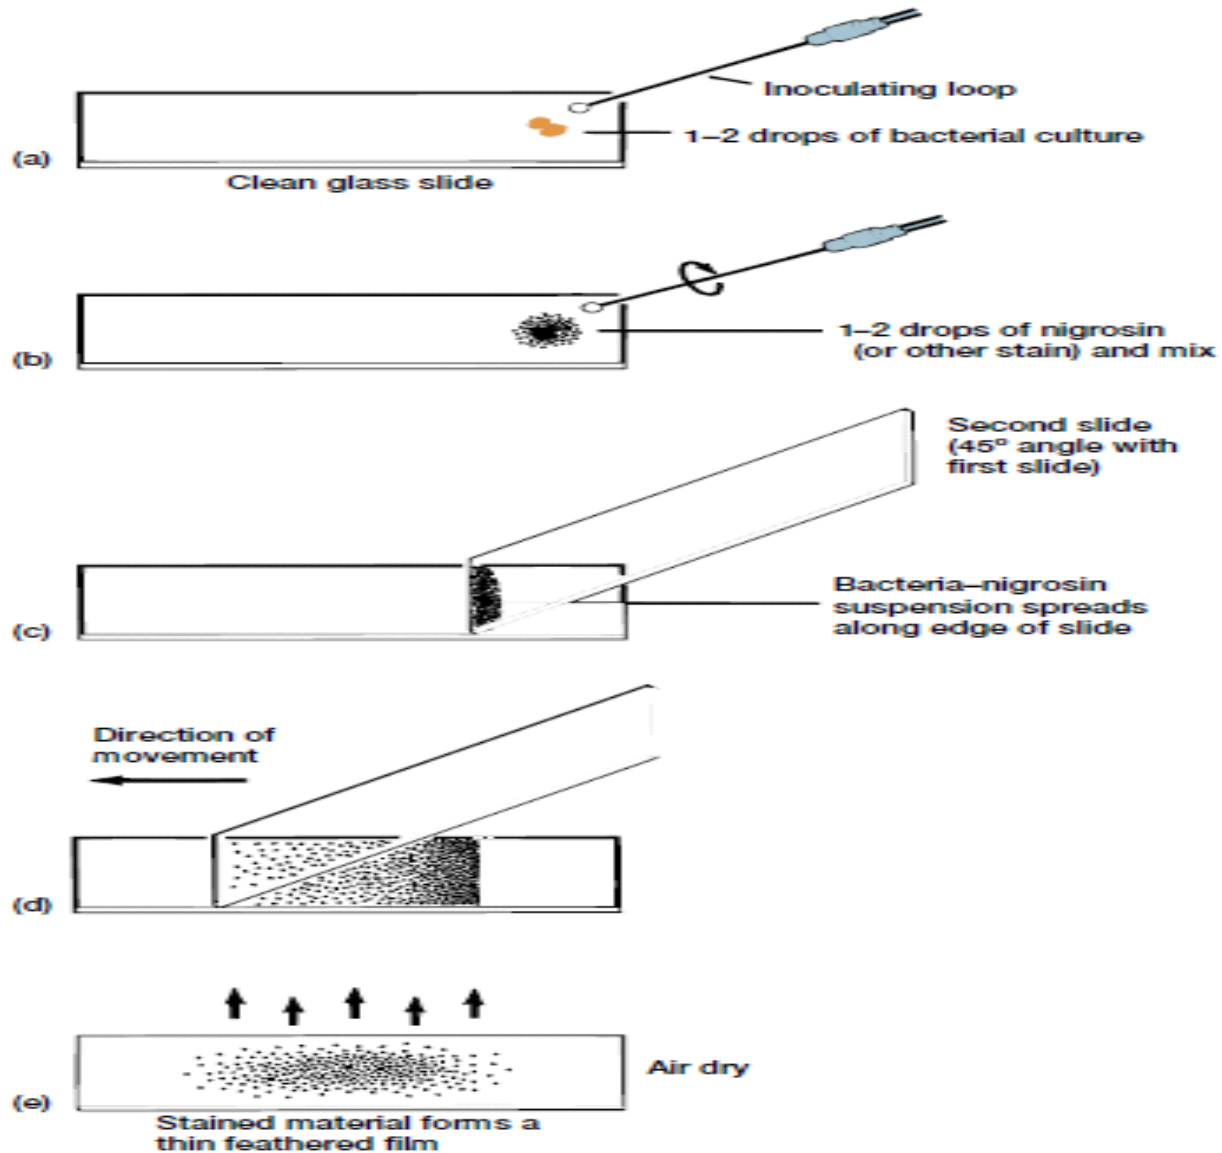 Inoculating loop
1–2 drops of bacterial culture
(a)
Clean glass slide
1–2 drops of nigrosin
(or other stain) and mix
(b)
Second slide
(45º angle with
first slide)
Bacteria–nigrosin
suspension spreads
along edge of slide
(c)
Direction of
movement
(d)
Air dry
(e)
Stained material forms a
thin feathered film